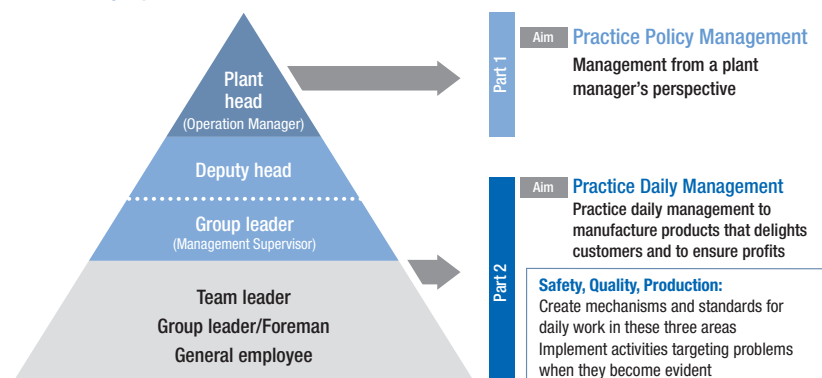 Plant
head
(Operation Manager)
Deputy head
Group leader
(Management Supervisor)
Team leader
Group leader/Foreman
General employee
Part 1
Aim Practice Policy Management
Management from a plant
manager’s perspective
Part 2
Aim Practice Daily Management
Practice daily management to
manufacture products that delights
customers and to ensure profits
Safety, Quality, Production:
Create mechanisms and standards for
daily work in these three areas
Implement activities targeting problems
when they become evident